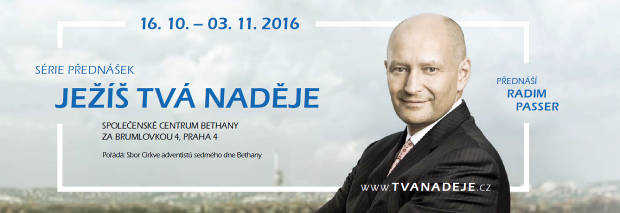 16. 10. – 03. 11. 2016
SÉRIE PŘEDNÁŠEK
JEŽÍŠ TVÁ NADĚJE
SPOLEČENSKÉ CENTRUM BETHANY
ZA BRUMLOVKOU 4, PRAHA 4
Pořádá: Sbor Církve adventistů sedmého dne Bethany
PŘEDNÁŠÍ
RADIM
PASSER
WWW.TVANADEJE.CZ